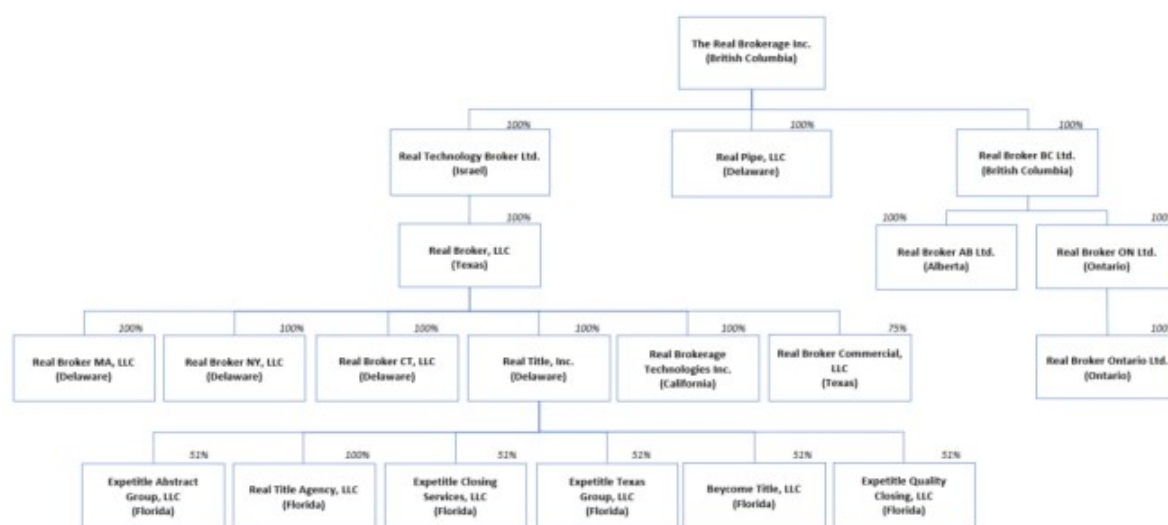 The Real Brokerage Inc.
(British Columbia)
100%
100%
100%
Real Technology Broker Ltd.
(Israel)
Real Pipe, LLC
(Delaware)
Real Broker BC Ltd.
(British Columbia)
100%
100%
100%
Real Broker, LLC
(Texas)
Real Broker AB Ltd.
(Alberta)
Real Broker ON Ltd.
(Ontario)
100%
100%
100%
100%
100%
75%
100%
Real Broker MA, LLC
(Delaware)
Real Broker NY, LLC
(Delaware)
Real Broker CT, LLC
(Delaware)
Real Title, Inc.
(Delaware)
Real Brokerage
Technologies Inc.
(California)
Real Broker Commercial,
LLC
(Texas)
Real Broker Ontario Ltd.
(Ontario)
51%
100%
51%
51%
51%
51%
Expetitle Abstract
Group, LLC
(Florida)
Real Title Agency, LLC
(Florida)
Expetitle Closing
Services, LLC
(Florida)
Expetitle Texas
Group, LLC
(Florida)
Beycome Title, LLC
(Florida)
Expetitle Quality
Closing, LLC
(Florida)